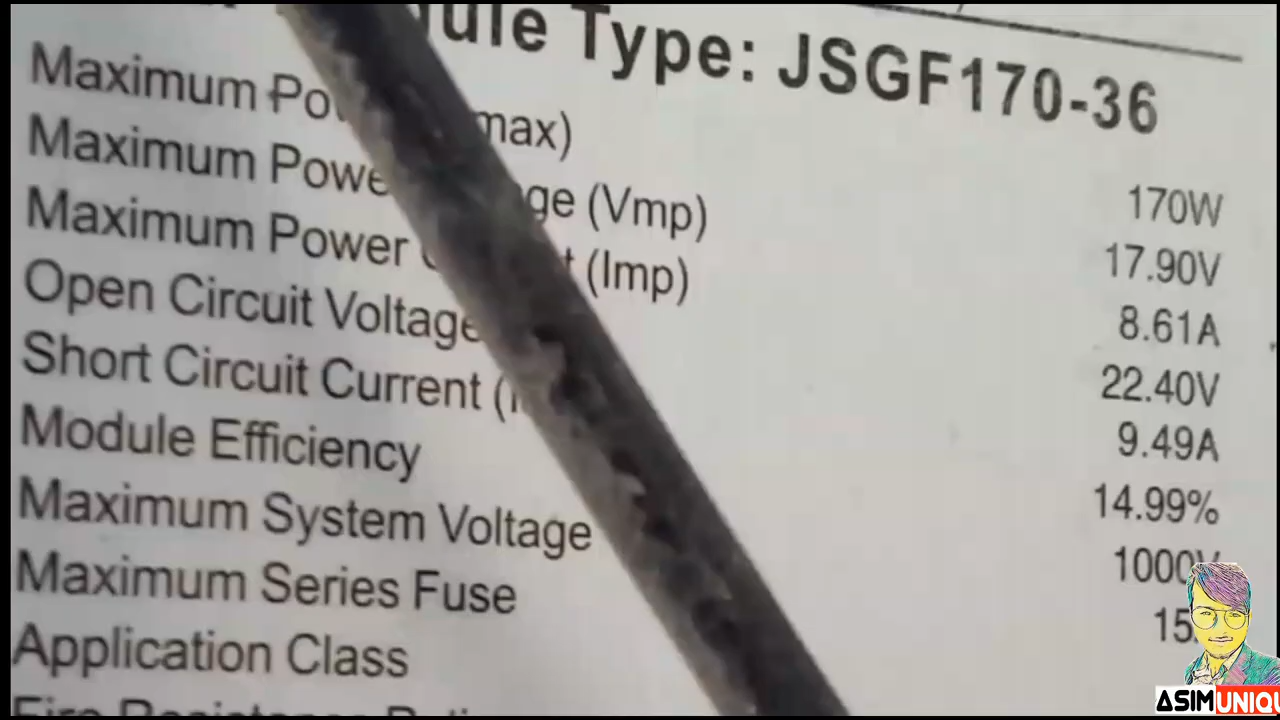 ule Type: JSGF170-36
Maximum Po max)
170W
Maximum Powe ge (Vmp)
17.90V
Maximum Power (Imp)
8.61A
Open Circuit Voltage
22.40V
Short Circuit Current (
9.49A
Module Efficiency
14.99%
Maximum System Voltage
1000V
Maximum Series Fuse
15
Application Class
ASIMUNIQU